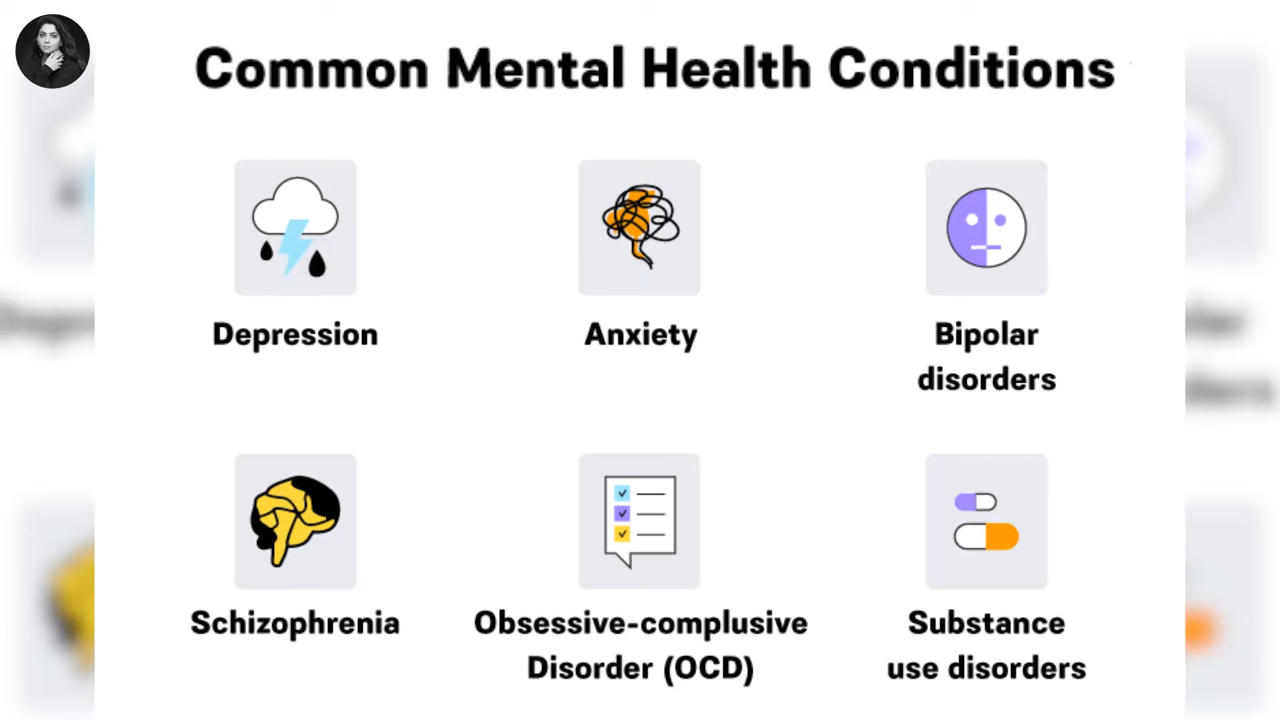 Common Mental Health Conditions
Depression
Anxiety
Bipolar
disorders
Schizophrenia
Obsessive-complusive
Disorder (OCD)
Substance
use disorders